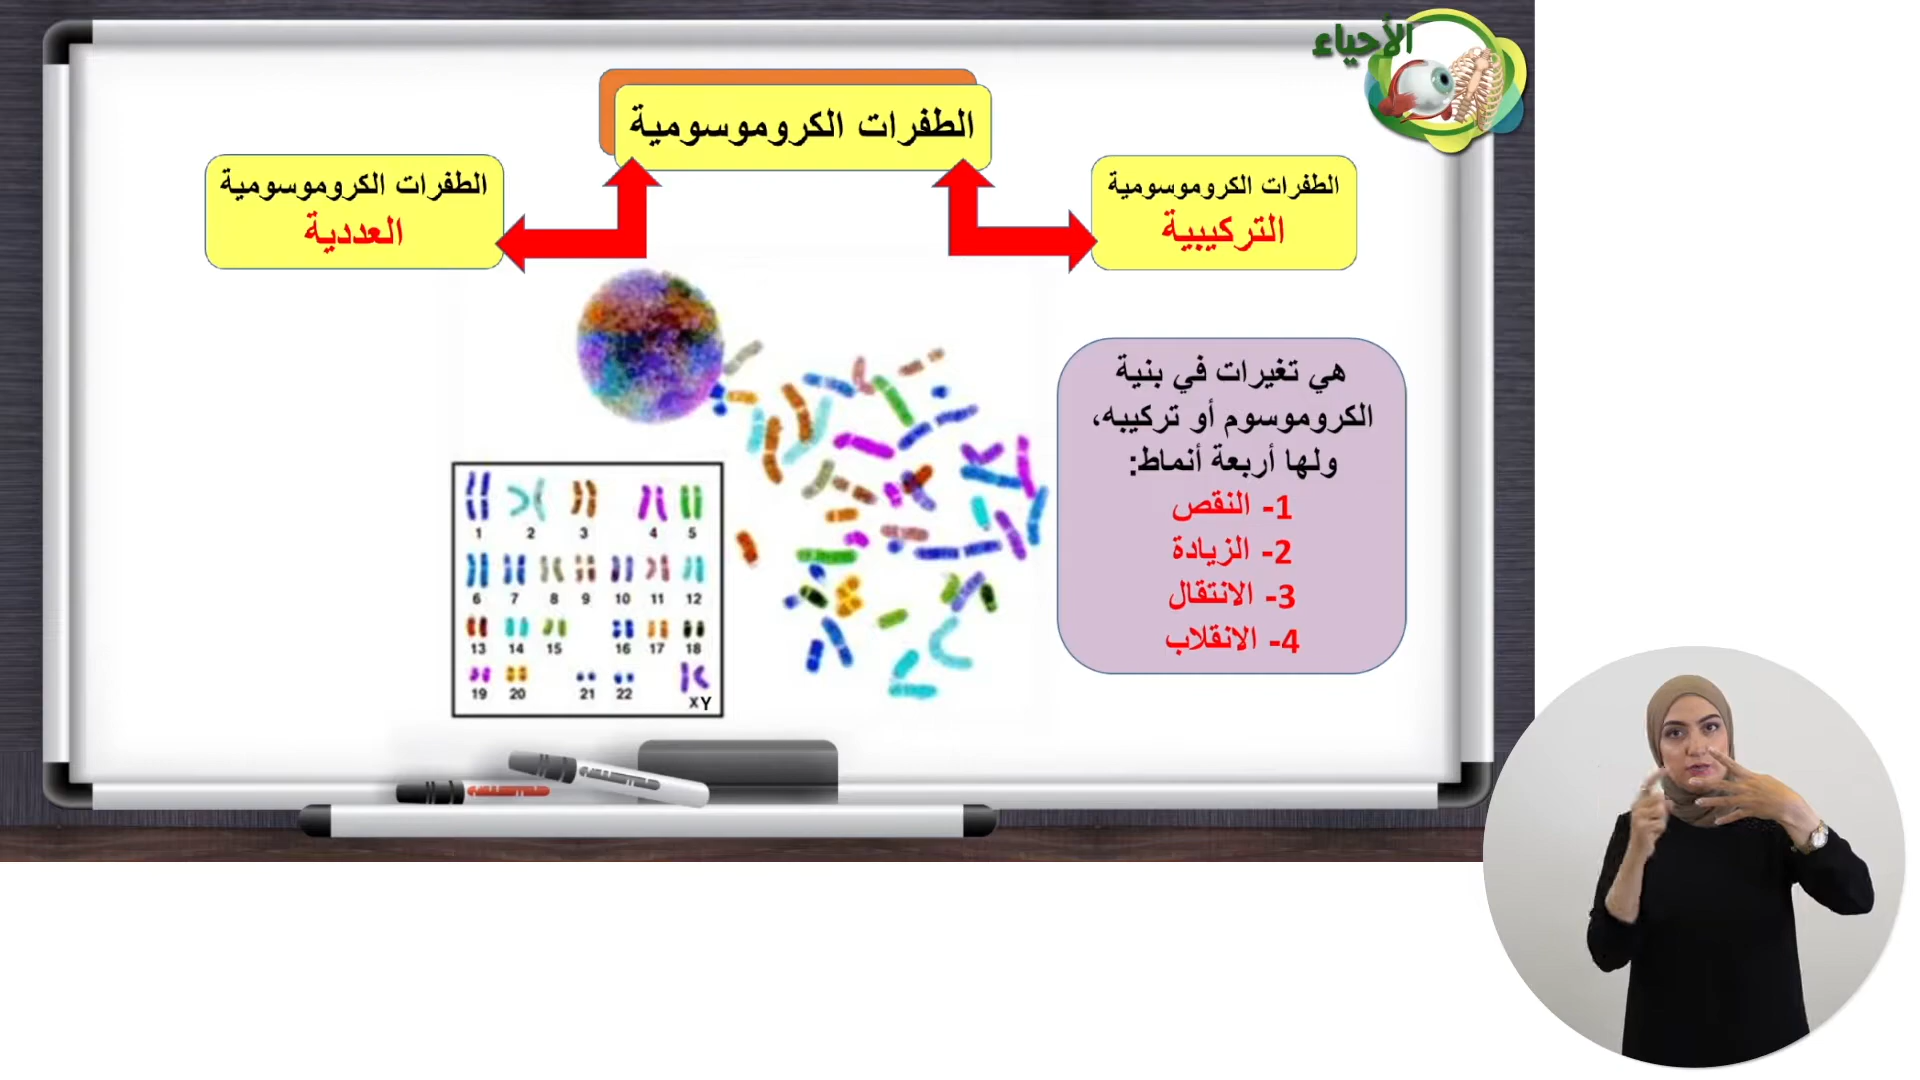 الأحياء
الطفرات الكروموسومية
الطفرات الكروموسومية
التركيبية
الطفرات الكروموسومية
العددية
هي تغيرات في بنية
الكروموسوم أو تركيبه،
ولها أربعة أنماط:
1- النقص
2- الزيادة
3- الانتقال
4- الانقلاب
1 2 3 4 5
6 7 8 9 10 11 12
13 14 15 16 17 18
19 20 21 22 XY